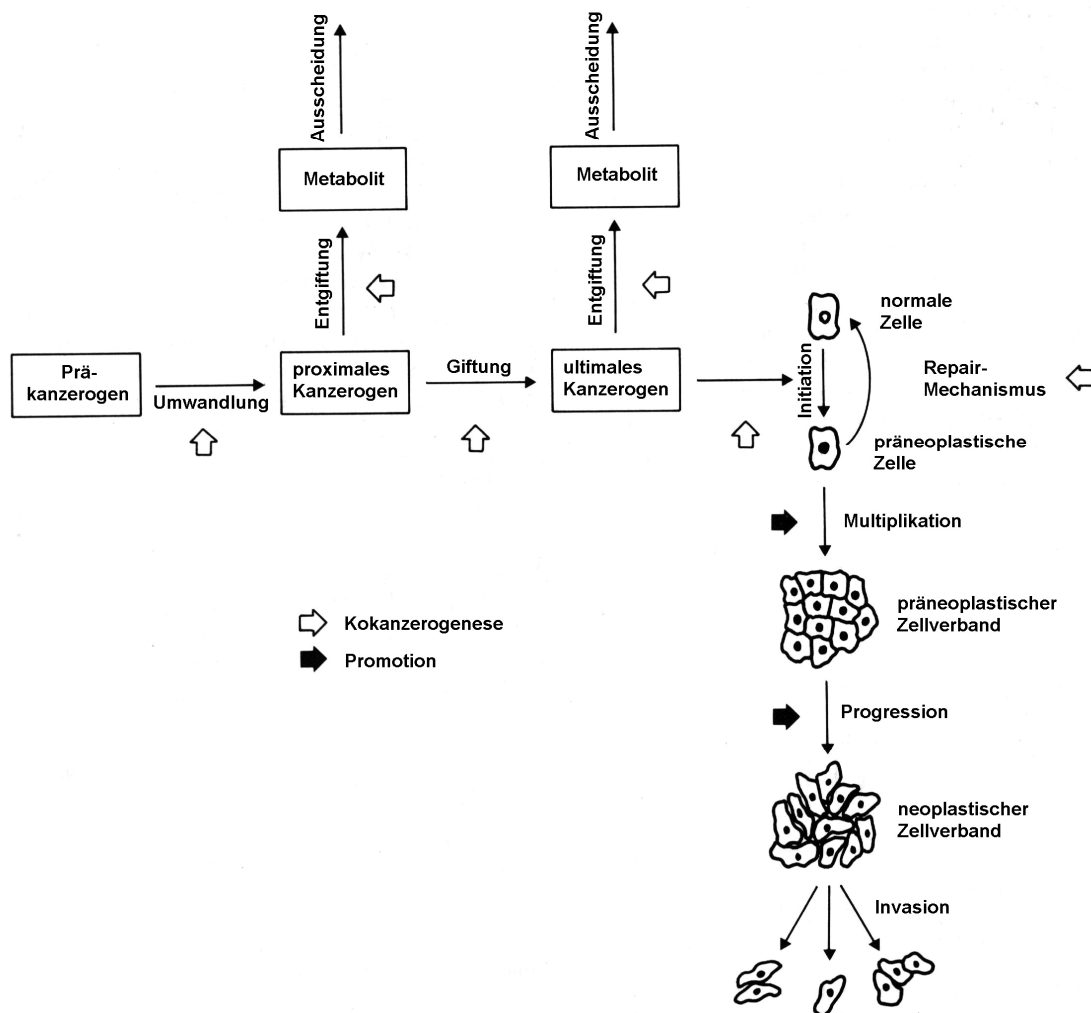 Ausscheidung
Ausscheidung
Metabolit
Metabolit
Entgiftung
Entgiftung
Prä-
kanzerogen
Umwandlung
proximales
Kanzerogen
Giftung
ultimales
Kanzerogen
Initiation
normale
Zelle
Repair-
Mechanismus
präneoplastische
Zelle
Multiplikation
präneoplastischer
Zellverband
Kokanzerogenese
Promotion
Progression
neoplastischer
Zellverband
Invasion